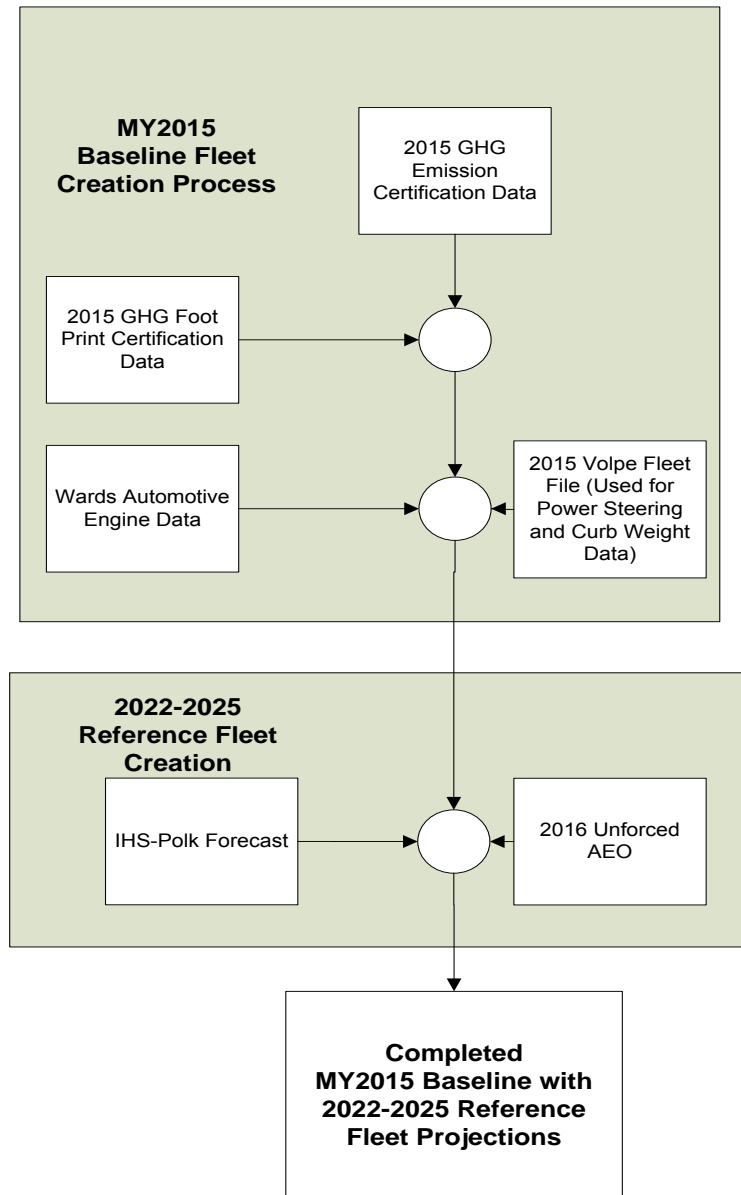 MY2015
Baseline Fleet
Creation Process
2015 GHG
Emission
Certification Data
2015 GHG Foot
Print Certification
Data
Wards Automotive
Engine Data
2015 Volpe Fleet
File (Used for
Power Steering
and Curb Weight
Data)
2022-2025
Reference Fleet
Creation
IHS-Polk Forecast
2016 Unforced
AEO
Completed
MY2015 Baseline with
2022-2025 Reference
Fleet Projections